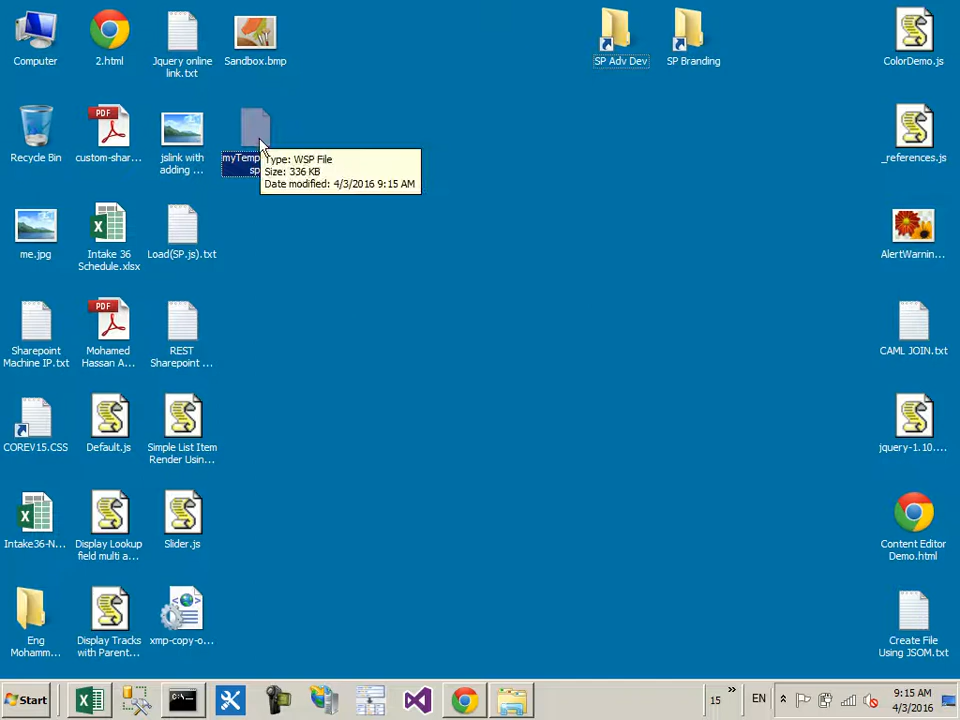 Computer
2.html
Jquery online
link.txt
Sandbox.bmp
SP Adv Dev
SP Branding
ColorDemo.js
Recycle Bin
PDF
custom-shar...
jslink with
adding ...
myTemp
sp
Type: WSP File
Size: 336 KB
Date modified: 4/3/2016 9:15 AM
_references.js
me.jpg
Intake 36
Schedule.xlsx
Load(SP.js).txt
AlertWarnin...
Sharepoint
Machine IP.txt
PDF
Mohamed
Hassan A...
REST
Sharepoint ...
CAML JOIN.txt
COREV15.CSS
Default.js
Simple List Item
Render Usin...
jquery-1.10....
Intake36-N...
Display Lookup
field multi a...
Slider.js
Content Editor
Demo.html
Eng
Mohamm...
Display Tracks
with Parent...
xmp-copy-o...
Create File
Using JSOM.txt
Start
15
EN
9:15 AM
4/3/2016